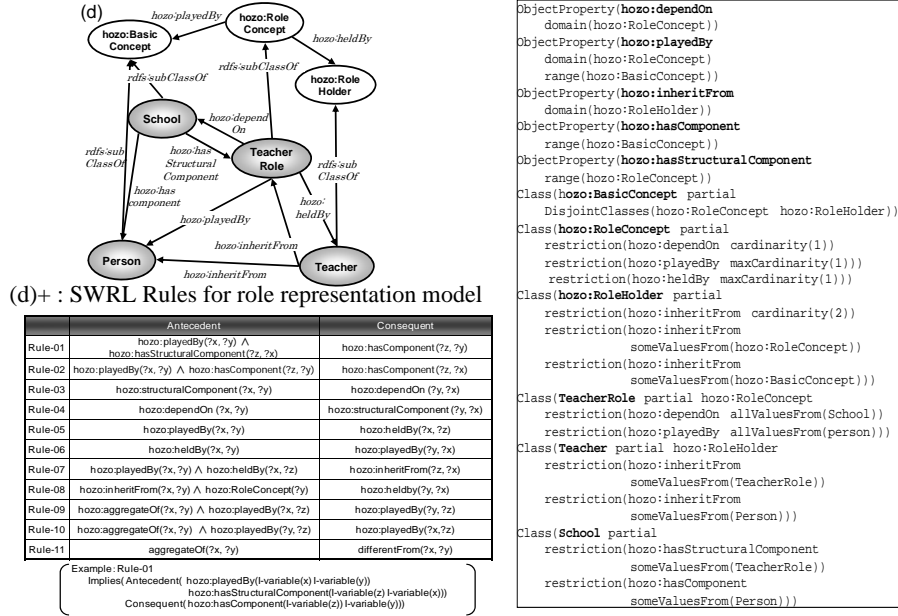 (d)
hozo:playedBy
hozo:Role
Concept
hozo:Basic
Concept
hozo:heldBy
rdfs:subClassOf
rdfs:subClassOf
hozo:Role
Holder
School
hozo:depend
On
Teacher
Role
hozo:has
Structural
Component
rdfs:sub
ClassOf
rdfs:sub
ClassOf
hozo:has
component
hozo:playedBy
hozo:
heldBy
hozo:inheritFrom
Person
hozo:inheritFrom
Teacher
(d)+ : SWRL Rules for role representation model
Antecedent Consequent
Rule-01 hozo:playedBy(?x, ?y) ∧ hozo:hasStructuralComponent(?z, ?x) hozo:hasComponent(?z, ?y)
Rule-02 hozo:playedBy(?x, ?y) ∧ hozo:hasComponent(?z, ?y) hozo:hasComponent(?z, ?x)
Rule-03 hozo:structuralComponent(?x, ?y) hozo:dependOn (?y, ?x)
Rule-04 hozo:dependOn (?x, ?y) hozo:structuralComponent (?y, ?x)
Rule-05 hozo:playedBy(?x, ?y) hozo:heldBy(?x, ?z)
Rule-06 hozo:heldBy(?x, ?y) hozo:playedBy(?y, ?x)
Rule-07 hozo:playedBy(?x, ?y) ∧ hozo:heldBy(?x, ?z) hozo:inheritFrom(?z, ?x)
Rule-08 hozo:inheritFrom(?x, ?y) ∧ hozo:RoleConcept(?y) hozo:heldby(?y, ?x)
Rule-09 hozo:aggregateOf(?x, ?y) ∧ hozo:playedBy(?x, ?z) hozo:playedBy(?y, ?z)
Rule-10 hozo:aggregateOf(?x, ?y) ∧ hozo:playedBy(?y, ?z) hozo:playedBy(?x,?z)
Rule-11 aggregateOf(?x, ?y) differentFrom(?x, ?y)
Example: Rule-01
Implies( Antecedent( hozo:playedBy(I-variable(x) I-variable(y))
hozo:hasStructuralComponent(I-variable(z) I-variable(x)))
Consequent( hozo:hasComponent(I-variable(z)) I-variable(y)))
ObjectProperty(hozo:dependOn
domain(hozo:RoleConcept))
ObjectProperty(hozo:playedBy
domain(hozo:RoleConcept)
range(hozo:BasicConcept))
ObjectProperty(hozo:inheritFrom
domain(hozo:RoleHolder))
ObjectProperty(hozo:hasComponent
range(hozo:BasicConcept))
ObjectProperty(hozo:hasStructuralComponent
range(hozo:RoleConcept))
Class(hozo:BasicConcept partial
DisjointClasses(hozo:RoleConcept hozo:RoleHolder))
Class(hozo:RoleConcept partial
restriction(hozo:dependOn cardinarity(1))
restriction(hozo:playedBy maxCardinarity(1)))
restriction(hozo:heldBy maxCardinarity(1)))
Class(hozo:RoleHolder partial
restriction(hozo:inheritFrom cardinarity(2))
restriction(hozo:inheritFrom
someValuesFrom(hozo:RoleConcept))
restriction(hozo:inheritFrom
someValuesFrom(hozo:BasicConcept)))
Class(TeacherRole partial hozo:RoleConcept
restriction(hozo:dependOn allValuesFrom(School))
restriction(hozo:playedBy allValuesFrom(person)))
Class(Teacher partial hozo:RoleHolder
restriction(hozo:inheritFrom
someValuesFrom(TeacherRole))
restriction(hozo:inheritFrom
someValuesFrom(Person)))
Class(School partial
restriction(hozo:hasStructuralComponent
someValuesFrom(TeacherRole))
restriction(hozo:hasComponent
someValuesFrom(Person)))